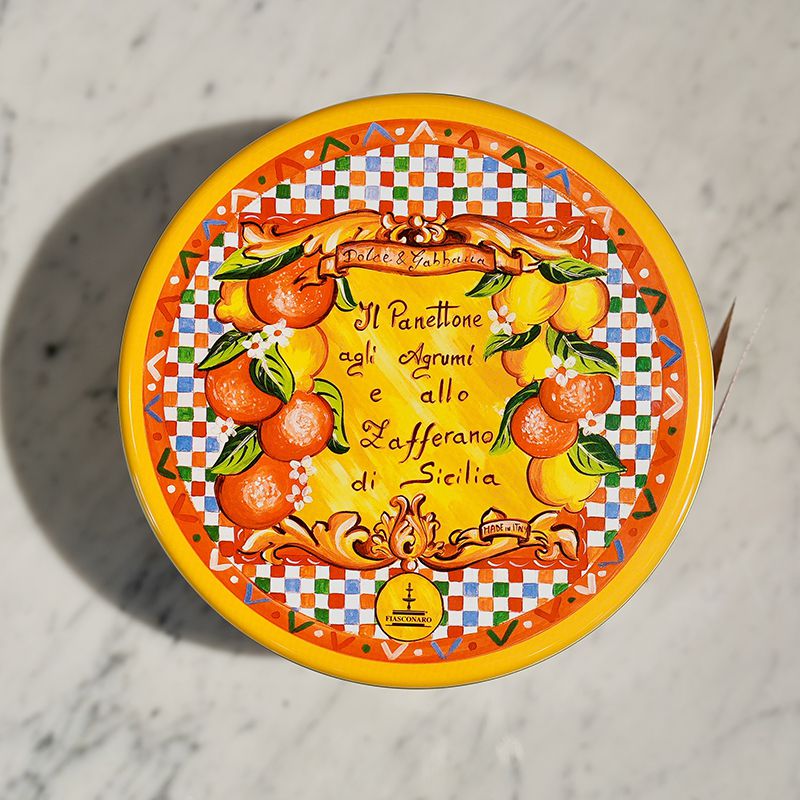 Dolce & Gabbana
Il Panettone
agli Agrumi
e allo
Zafferano
di Sicilia
MADE IN ITALY
FIASCONARO